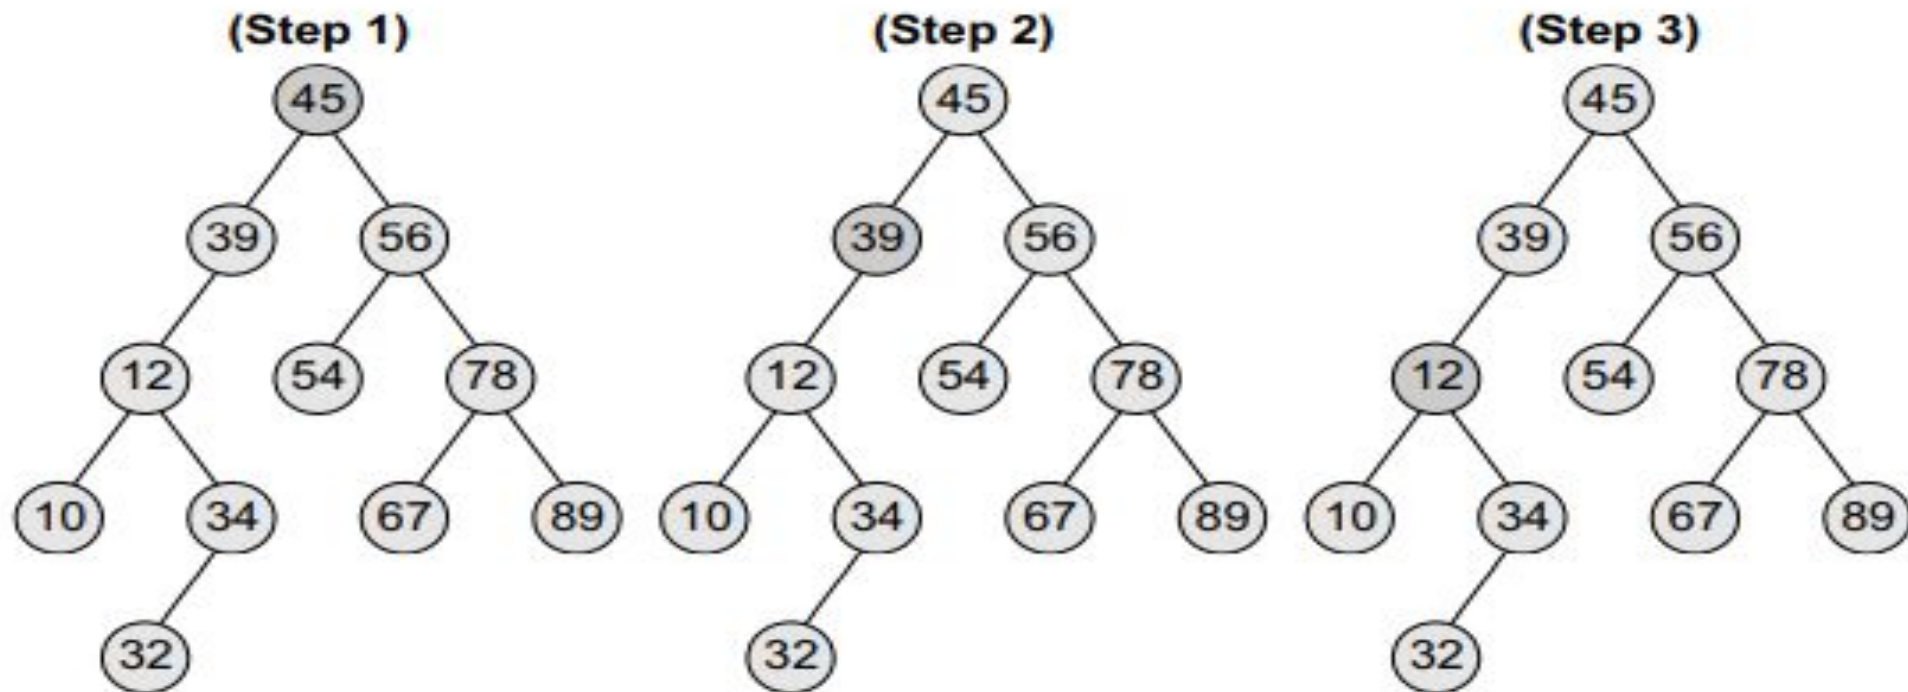 (Step 1) (Step 2) (Step 3)
45 45 45
39 56 39 56 39 56
12 54 78 12 54 78 12 54 78
10 34 67 89 10 34 67 89 10 34 67 89
32 32 32